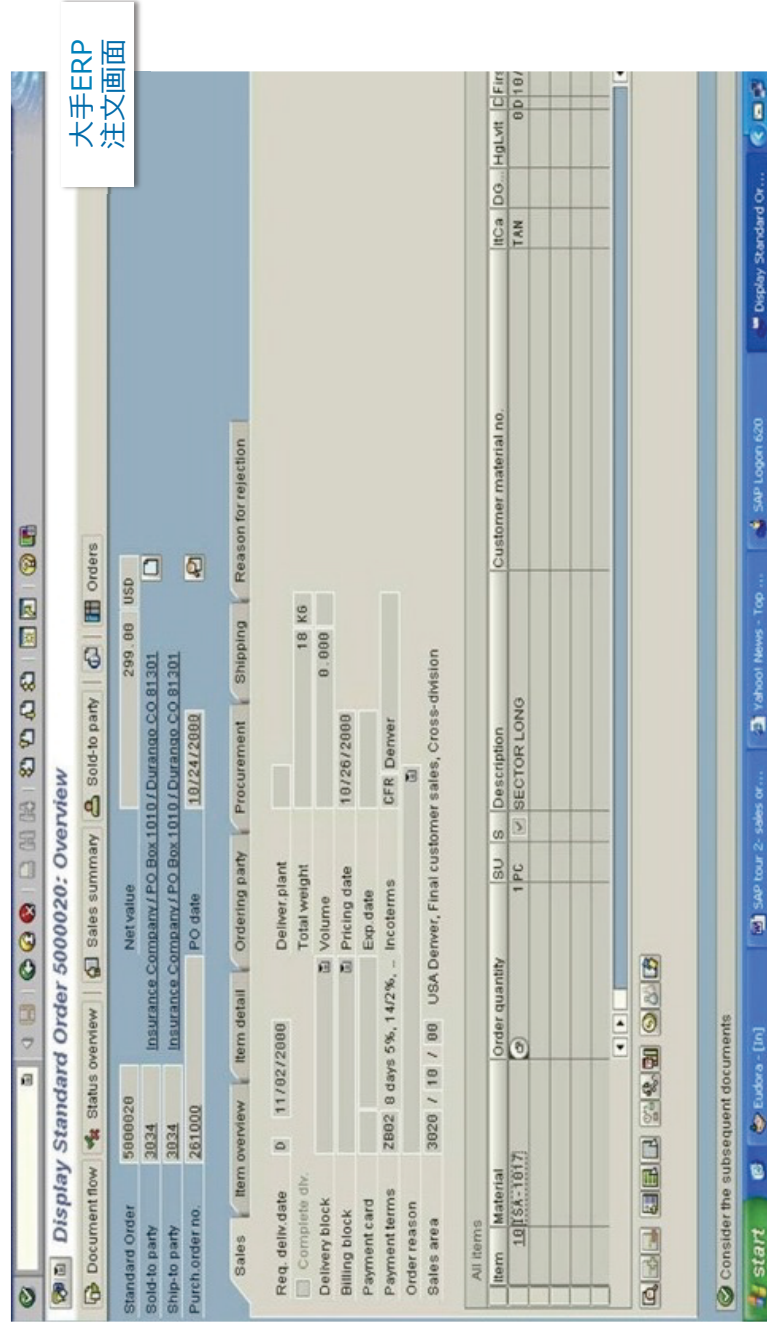 大手ERP
注文画面
Display Standard Order 5000020: Overview
Document flow Status overview Sales summary Sold-to party Orders
Standard Order 5000020 Net value 299.00 USD
Sold-to party 3034 Insurance Company / PO Box 1010 / Durango CO 81301
Ship-to party 3034 Insurance Company / PO Box 1010 / Durango CO 81301
Purch.order no. 261000 PO date 10/24/2000
Sales Item overview Item detail Ordering party Procurement Shipping Reason for rejection
Req. deliv.date D 11/02/2000 Deliver.plant
Complete dlv. Total weight 18 KG
Delivery block Volume 0.000
Billing block Pricing date 10/26/2000
Payment card Exp.date
Payment terms ZB02 8 days 5%, 14/2%, .. Incoterms CFR Denver
Order reason
Sales area 3020 / 10 / 00 USA Denver, Final customer sales, Cross-division
All items
Item Material Order quantity SU S Description Customer material no. ItCa DG... HgLvIt D Firs
10 ISA-1017 1 PC SECTOR LONG TAN 0 D 10/
Consider the subsequent documents
start Eudora - [In] SAP tour 2- sales or... Yahoo! News - Top ... SAP Logon 620 Display Standard Or...